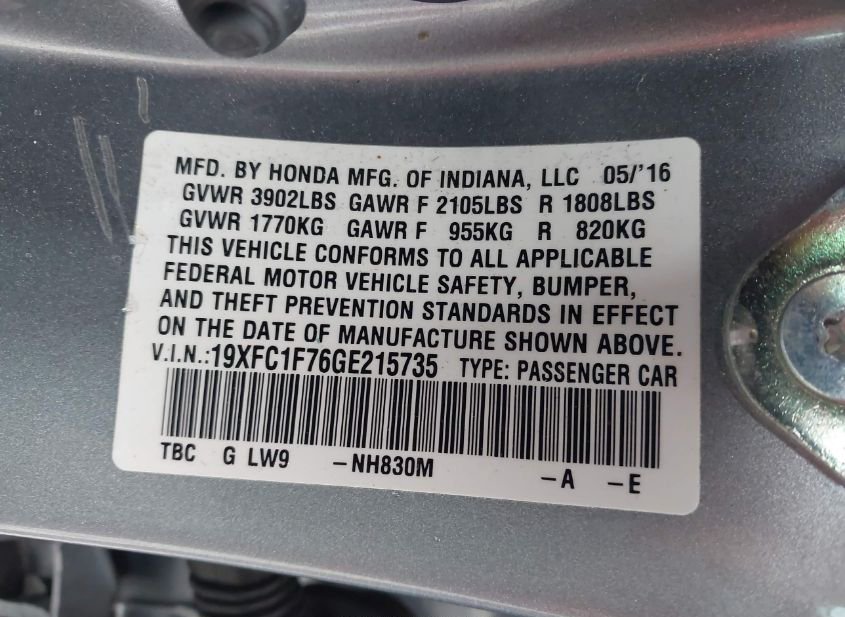 MFD. BY HONDA MFG. OF INDIANA, LLC 05/'16
GVWR 3902LBS GAWR F 2105LBS R 1808LBS
GVWR 1770KG GAWR F 955KG R 820KG
THIS VEHICLE CONFORMS TO ALL APPLICABLE
FEDERAL MOTOR VEHICLE SAFETY, BUMPER,
AND THEFT PREVENTION STANDARDS IN EFFECT
ON THE DATE OF MANUFACTURE SHOWN ABOVE.
V.I.N.:19XFC1F76GE215735 TYPE: PASSENGER CAR
TBC G LW9 -NH830M -A -E